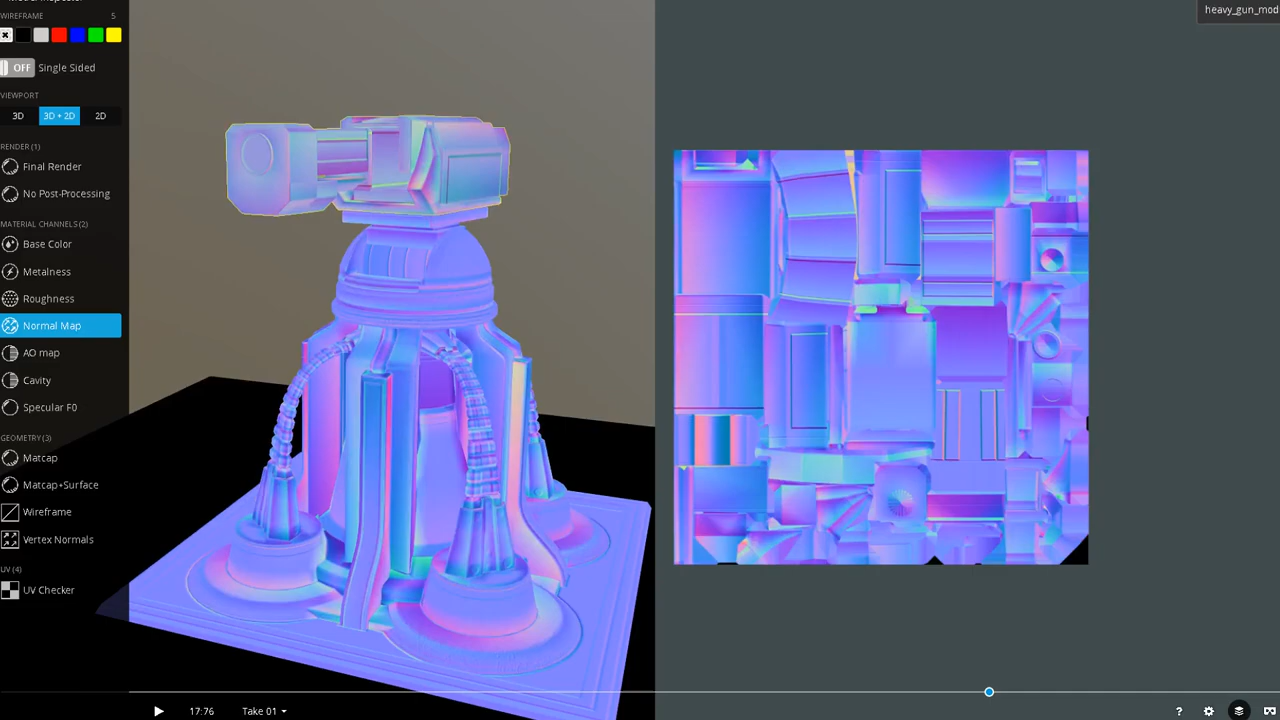 WIREFRAME 5
OFF Single Sided
VIEWPORT
3D 3D + 2D 2D
RENDER (1)
Final Render
No Post-Processing
MATERIAL CHANNELS (2)
Base Color
Metalness
Roughness
Normal Map
AO map
Cavity
Specular F0
GEOMETRY (3)
Matcap
Matcap+Surface
Wireframe
Vertex Normals
UV (4)
UV Checker
heavy_gun_mod
17:76 Take 01
?